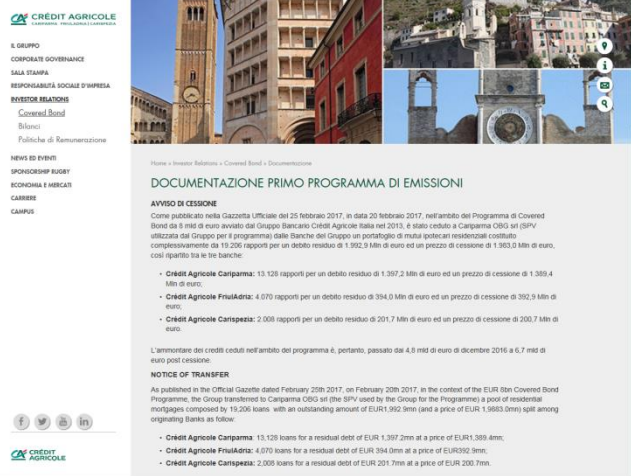 CRÉDIT AGRICOLE
CARIPARMA FRIULADRIA CARISPEZIA
IL GRUPPO
CORPORATE GOVERNANCE
SALA STAMPA
RESPONSABILITÀ SOCIALE D'IMPRESA
INVESTOR RELATIONS
Covered Bond
Bilanci
Politiche di Remunerazione
NEWS ED EVENTI
SPONSORSHIP RUGBY
ECONOMIA E MERCATI
CARRIERE
CAMPUS
CRÉDIT
AGRICOLE
Home » Investor Relations » Covered Bond » Documentazione
DOCUMENTAZIONE PRIMO PROGRAMMA DI EMISSIONI
AVVISO DI CESSIONE
Come pubblicato nella Gazzetta Ufficiale del 25 febbraio 2017, in data 20 febbraio 2017, nell'ambito del Programma di Covered
Bond da 8 mld di euro avviato dal Gruppo Bancario Crédit Agricole Italia nel 2013, è stato ceduto a Cariparma OBG srl (SPV
utilizzata dal Gruppo per il programma) dalle Banche del Gruppo un portafoglio di mutui ipotecari residenziali costituito
complessivamente da 19.206 rapporti per un debito residuo di 1.992,9 Mln di euro ed un prezzo di cessione di 1.983,0 Mln di euro,
così ripartito tra le tre banche:
• Crédit Agricole Cariparma: 13.128 rapporti per un debito residuo di 1.397,2 Mln di euro ed un prezzo di cessione di 1.389,4
Mln di euro;
• Crédit Agricole FriulAdria: 4.070 rapporti per un debito residuo di 394,0 Mln di euro ed un prezzo di cessione di 392,9 Mln di
euro;
• Crédit Agricole Carispezia: 2.008 rapporti per un debito residuo di 201,7 Mln di euro ed un prezzo di cessione di 200,7 Mln di
euro.
L'ammontare dei crediti ceduti nell'ambito del programma è, pertanto, passato dai 4,8 mld di euro di dicembre 2016 a 6,7 mld di
euro post cessione.
NOTICE OF TRANSFER
As published in the Official Gazette dated February 25th 2017, on February 20th 2017, in the context of the EUR 8bn Covered Bond
Programme, the Group transferred to Cariparma OBG srl (the SPV used by the Group for the Programme) a pool of residential
mortgages composed by 19,206 loans with an outstanding amount of EUR1,992.9mn (and a price of EUR 1,9883.0mn) split among
originating Banks as follow:
• Crédit Agricole Cariparma: 13,128 loans for a residual debt of EUR 1,397.2mn at a price of EUR1,389.4mn;
• Crédit Agricole FriulAdria: 4,070 loans for a residual debt of EUR 394.0mn at a price of EUR392.9mn;
• Crédit Agricole Carispezia: 2,008 loans for a residual debt of EUR 201.7mn at a price of EUR 200.7mn.